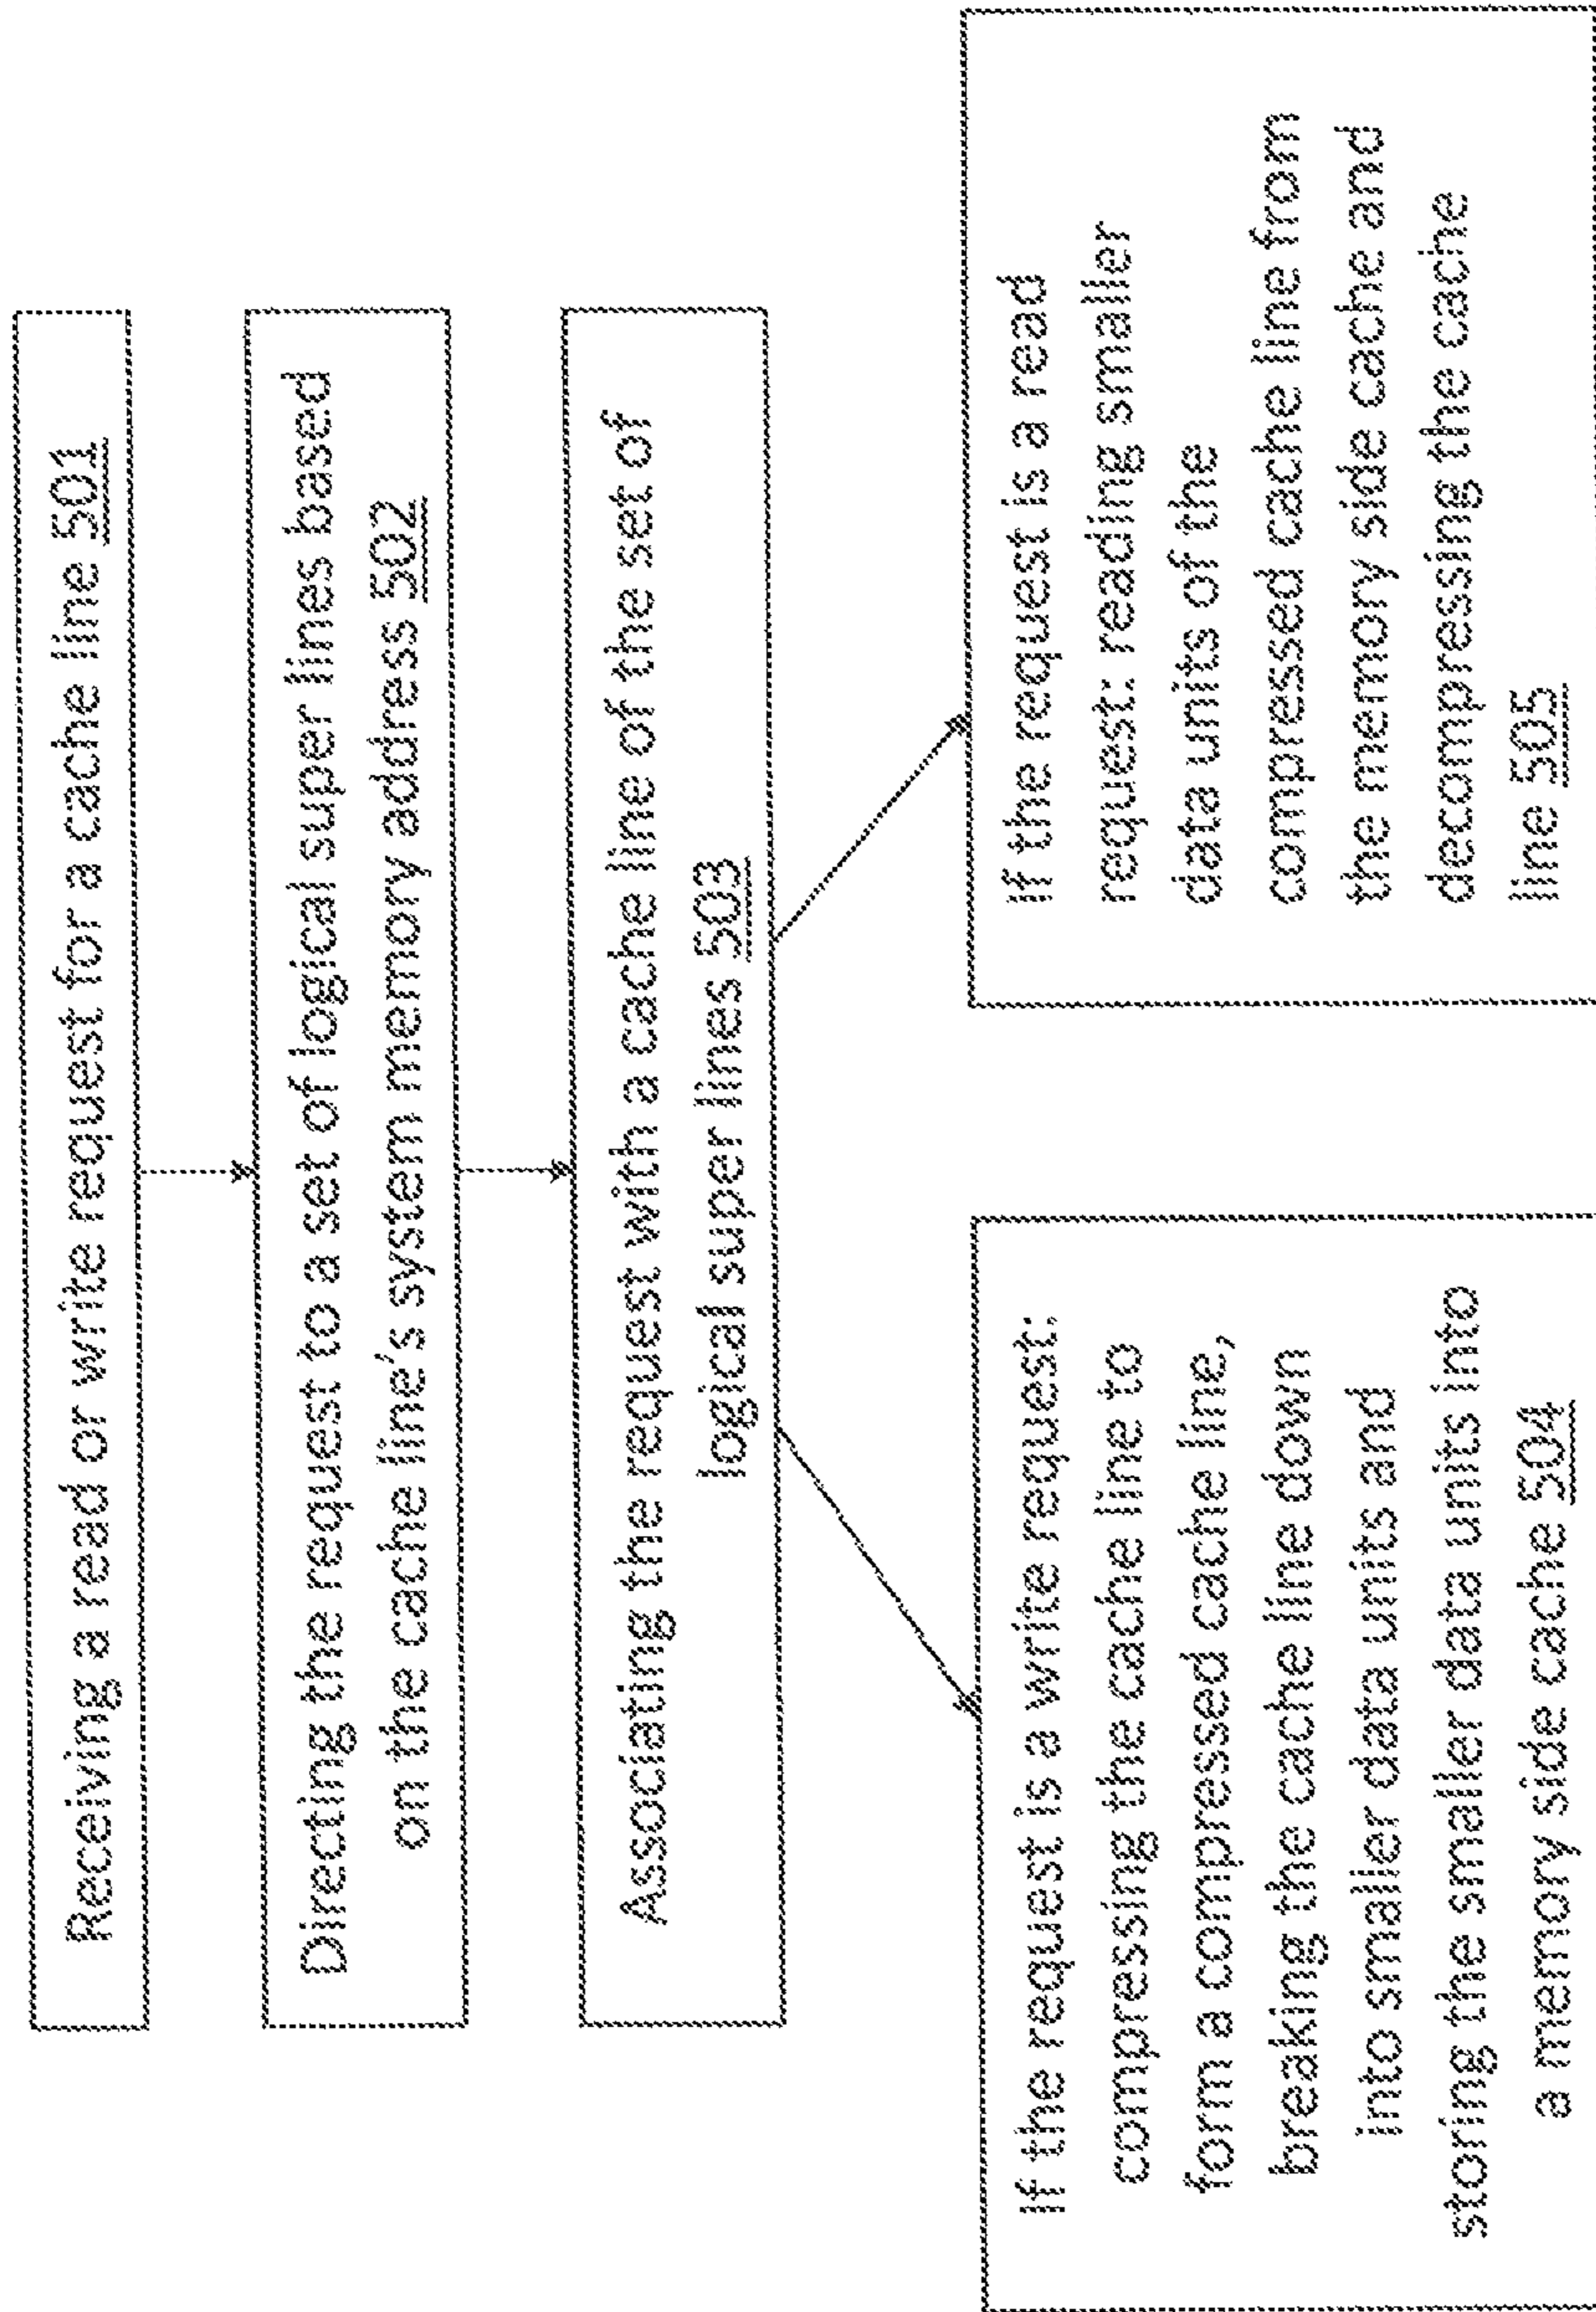 Receiving a read or write request for a cache line 501
Directing the request to a set of logical super lines based
on the cache line's system memory address 502
Associating the request with a cache line of the set of
logical super lines 503
If the request is a write request:
compressing the cache line to
form a compressed cache line,
breaking the cache line down
into smaller data units and
storing the smaller data units into
a memory side cache 504
If the request is a read
request: reading smaller
data units of the
compressed cache line from
the memory side cache and
decompressing the cache
line 505